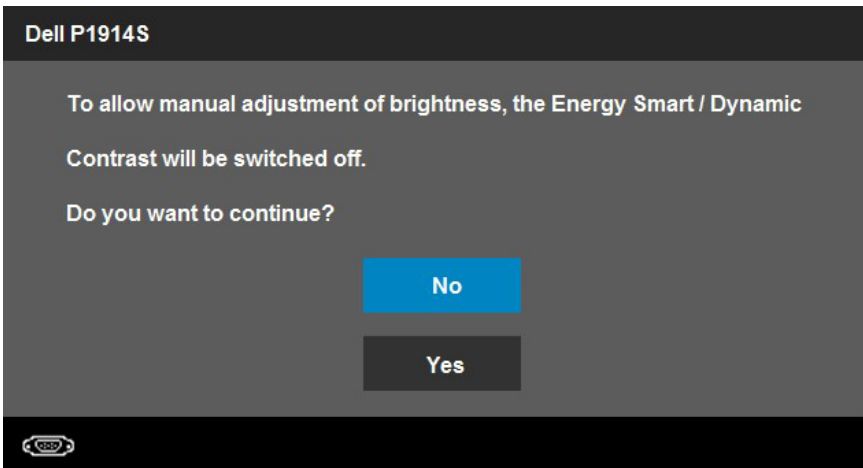 Dell P1914S
To allow manual adjustment of brightness, the Energy Smart / Dynamic
Contrast will be switched off.
Do you want to continue?
No
Yes